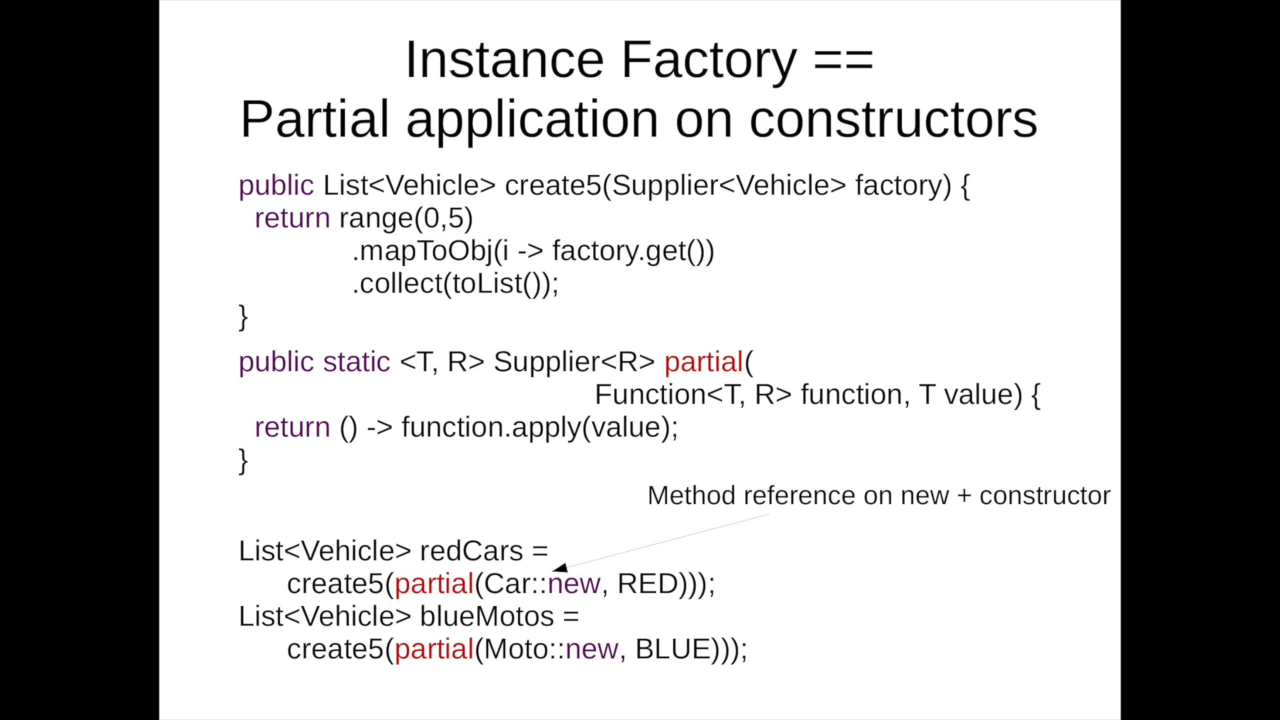 Instance Factory ==
Partial application on constructors
public List<Vehicle> create5(Supplier<Vehicle> factory) {
return range(0,5)
.mapToObj(i -> factory.get())
.collect(toList());
}
public static <T, R> Supplier<R> partial(
Function<T, R> function, T value) {
return () -> function.apply(value);
}
Method reference on new + constructor
List<Vehicle> redCars =
create5(partial(Car::new, RED)));
List<Vehicle> blueMotos =
create5(partial(Moto::new, BLUE)));